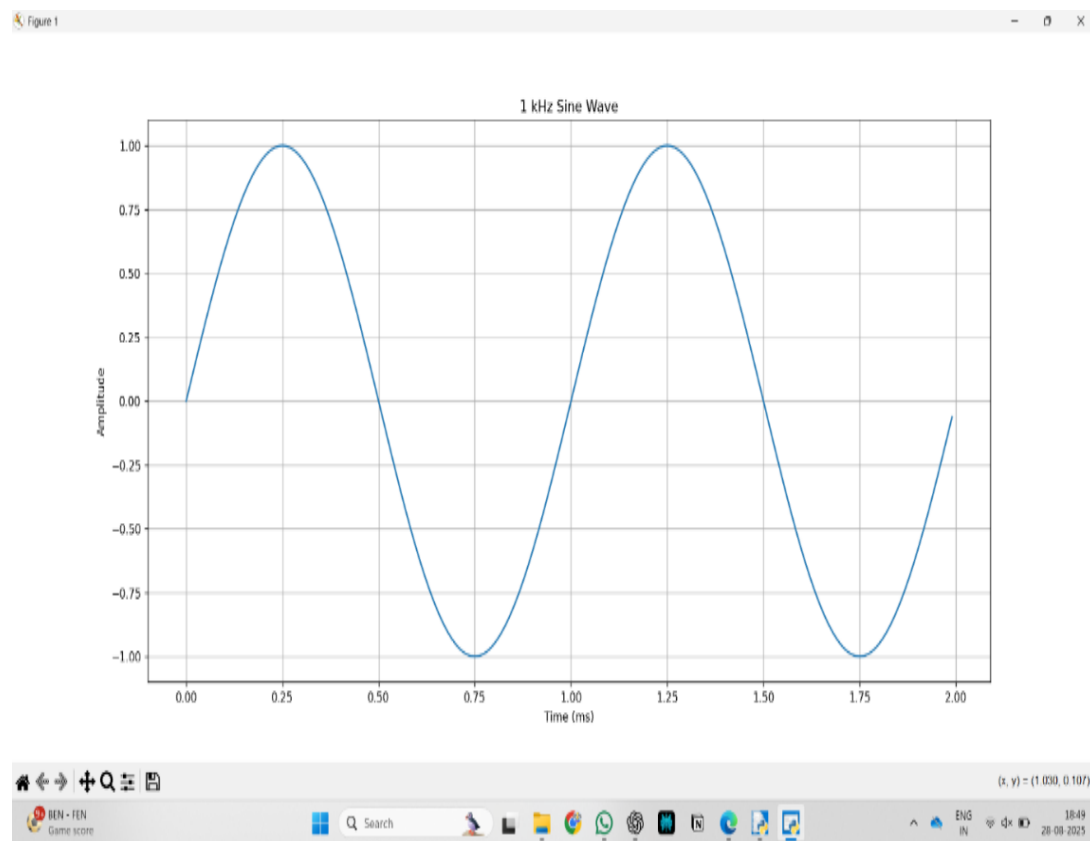 Figure 1
1 kHz Sine Wave
1.00
0.75
0.50
0.25
0.00
−0.25
−0.50
−0.75
−1.00
Amplitude
0.00 0.25 0.50 0.75 1.00 1.25 1.50 1.75 2.00
Time (ms)
(x, y) = (1.030, 0.107)
BEN - FEN
Game score
Search
ENG
IN
18:49
28-08-2025